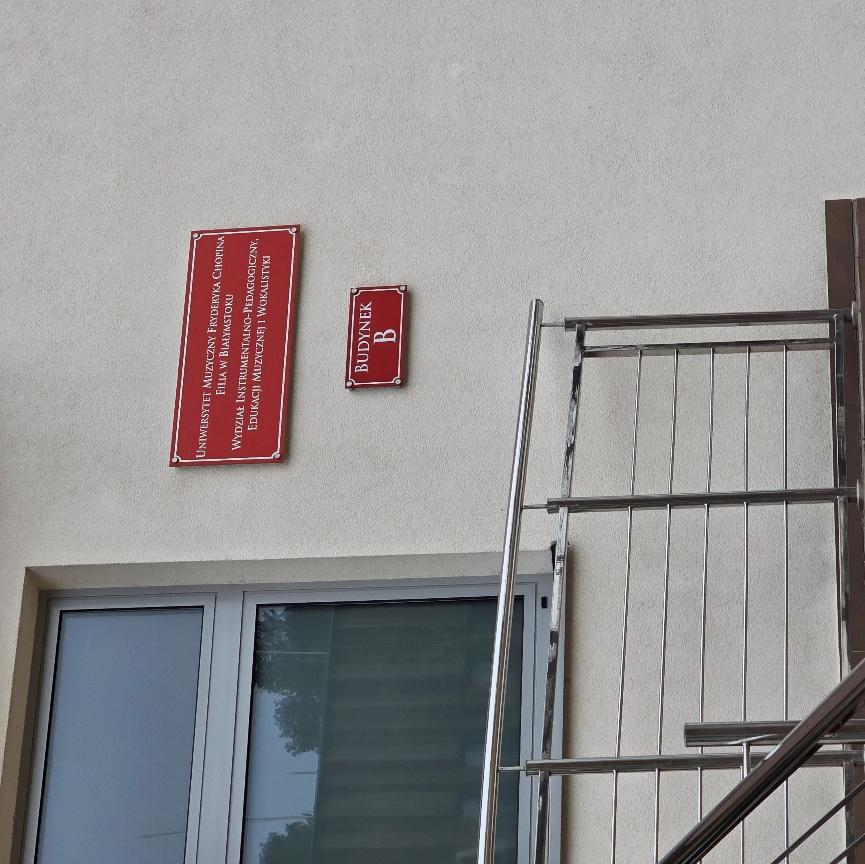 Uniwersytet Muzyczny Fryderyka Chopina
Filia w Białymstoku
Wydział Instrumentalno-Pedagogiczny,
Edukacji Muzycznej i Wokalistyki
BUDYNEK
B